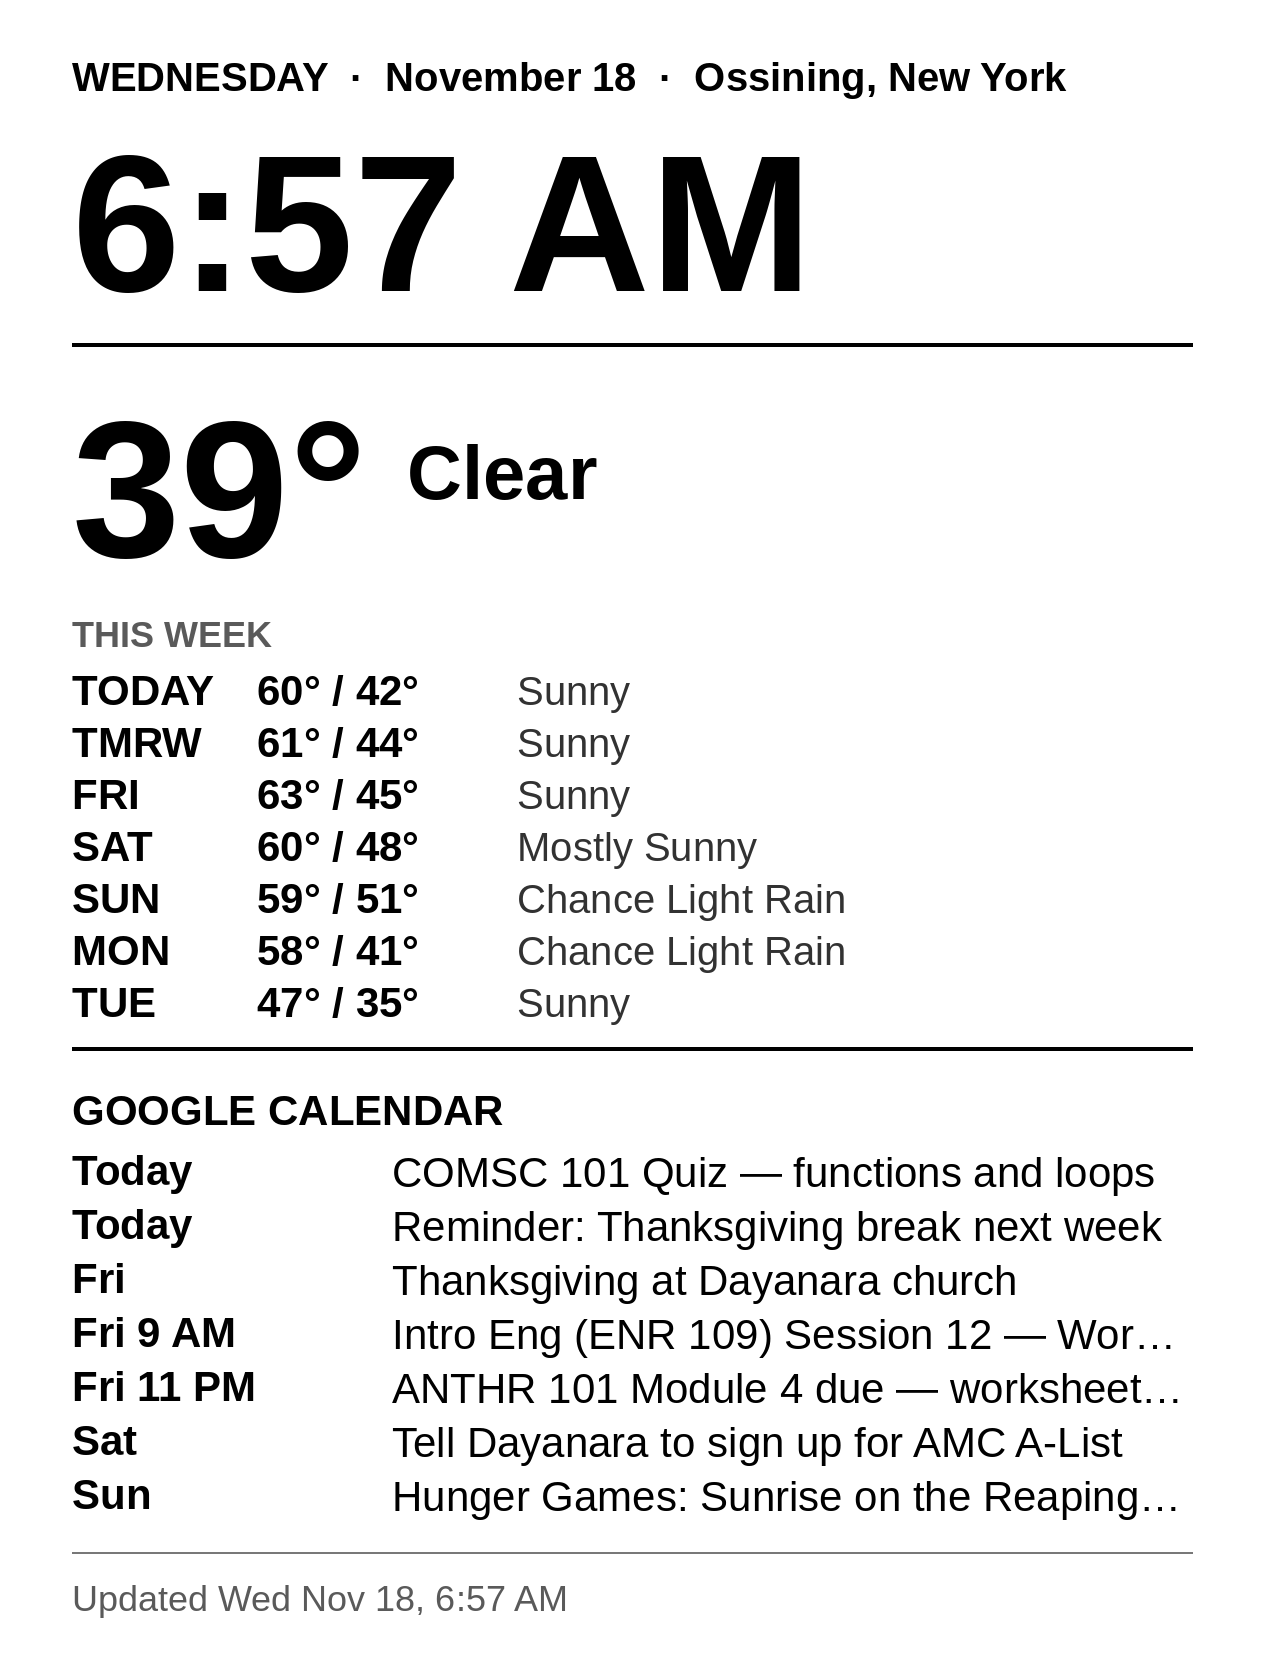 WEDNESDAY · November 18 · Ossining, New York
6:57 AM
39° Clear
THIS WEEK
TODAY 60° / 42° Sunny
TMRW 61° / 44° Sunny
FRI 63° / 45° Sunny
SAT 60° / 48° Mostly Sunny
SUN 59° / 51° Chance Light Rain
MON 58° / 41° Chance Light Rain
TUE 47° / 35° Sunny
GOOGLE CALENDAR
Today COMSC 101 Quiz — functions and loops
Today Reminder: Thanksgiving break next week
Fri Thanksgiving at Dayanara church
Fri 9 AM Intro Eng (ENR 109) Session 12 — Wor…
Fri 11 PM ANTHR 101 Module 4 due — worksheet…
Sat Tell Dayanara to sign up for AMC A-List
Sun Hunger Games: Sunrise on the Reaping…
Updated Wed Nov 18, 6:57 AM